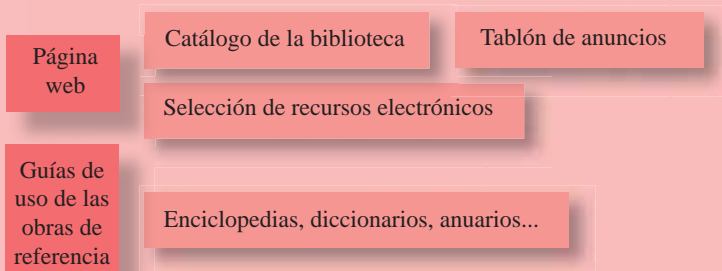 Página
web
Catálogo de la biblioteca
Tablón de anuncios
Selección de recursos electrónicos
Guías de
uso de las
obras de
referencia
Enciclopedias, diccionarios, anuarios...